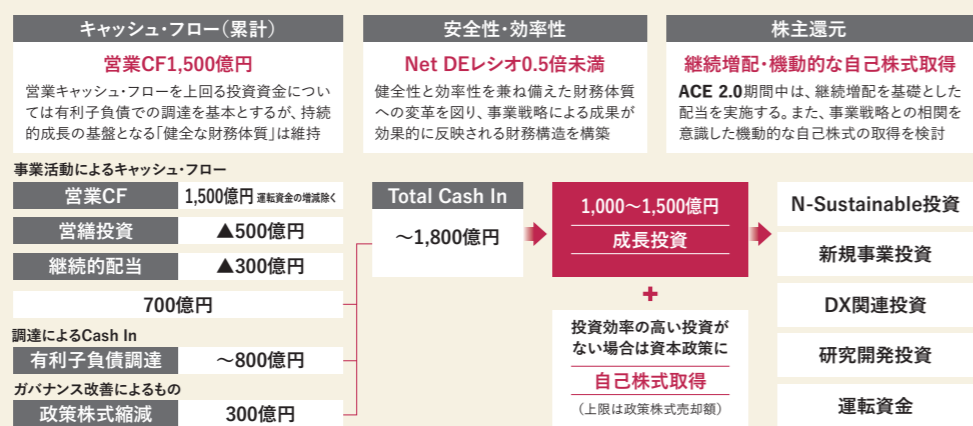 キャッシュ・フロー（累計）
営業CF1,500億円
営業キャッシュ・フローを上回る投資資金につい
ては有利子負債での調達を基本とするが、持続
的成長の基盤となる「健全な財務体質」は維持
安全性・効率性
Net DEレシオ0.5倍未満
健全性と効率性を兼ね備えた財務体質
への変革を図り、事業戦略による成果が
効果的に反映される財務構造を構築
株主還元
継続増配・機動的な自己株式取得
ACE 2.0期間中は、継続増配を基礎とした
配当を実施する。また、事業戦略との相関を
意識した機動的な自己株式の取得を検討
事業活動によるキャッシュ・フロー
営業CF 1,500億円 運転資金の増減除く
営繕投資 ▲500億円
継続的配当 ▲300億円
700億円
調達によるCash In
有利子負債調達 〜800億円
ガバナンス改善によるもの
政策株式縮減 300億円
Total Cash In
〜1,800億円
1,000〜1,500億円
成長投資
+
投資効率の高い投資が
ない場合は資本政策に
自己株式取得
（上限は政策株式売却額）
N-Sustainable投資
新規事業投資
DX関連投資
研究開発投資
運転資金